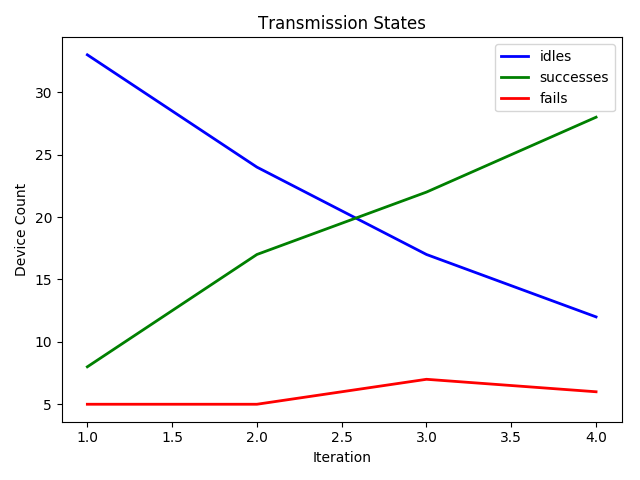 Transmission States
idles
successes
fails
Device Count
30
25
20
15
10
5
1.0 1.5 2.0 2.5 3.0 3.5 4.0
Iteration